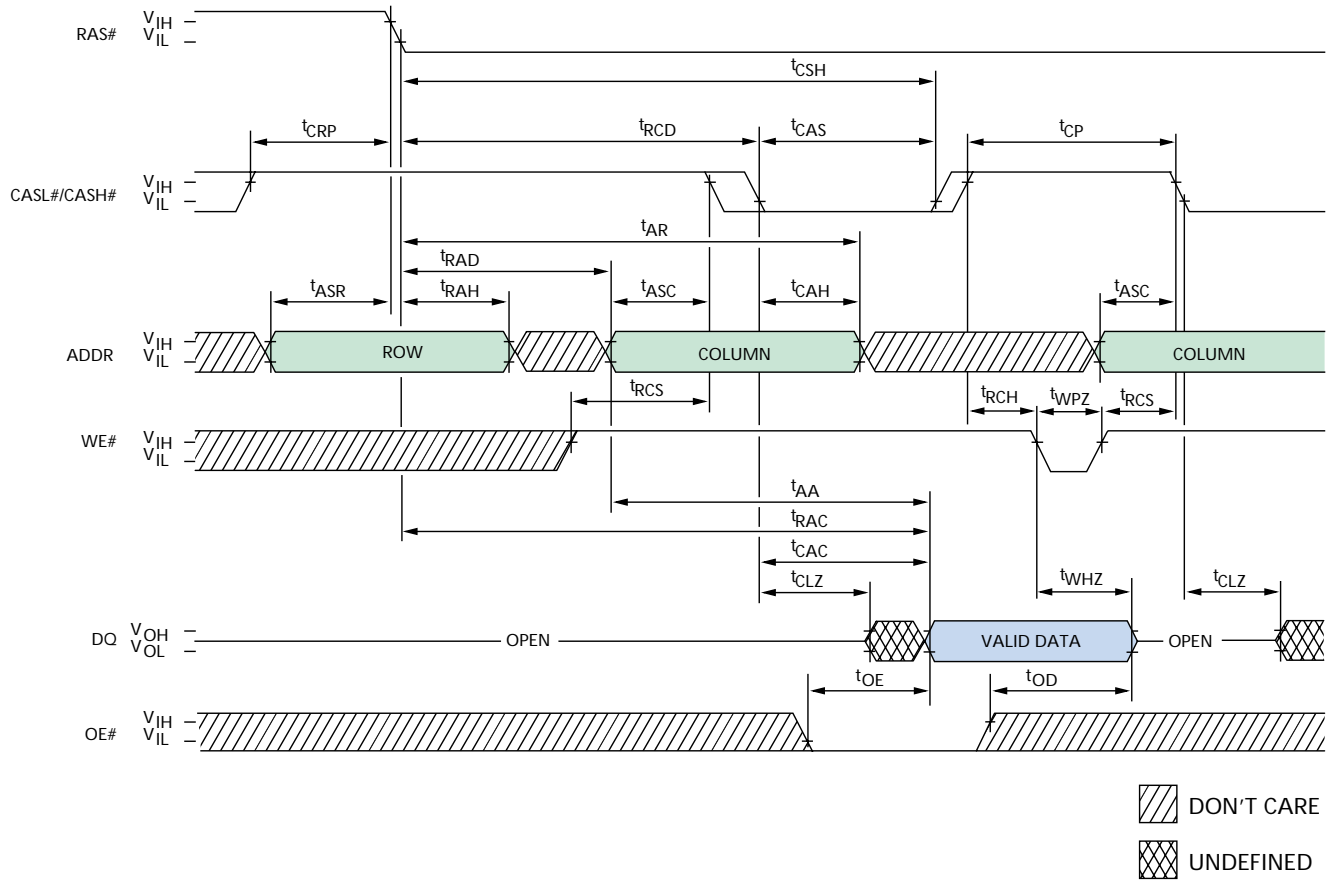 RAS#
VIH
VIL
tCSH
tCRP
tRCD
tCAS
tCP
CASL#/CASH#
VIH
VIL
tAR
tRAD
tASR
tRAH
tASC
tCAH
tASC
ADDR
VIH
VIL
ROW
COLUMN
COLUMN
tRCS
tRCH
tWPZ
tRCS
WE#
VIH
VIL
tAA
tRAC
tCAC
tCLZ
tWHZ
tCLZ
DQ
VOH
VOL
OPEN
VALID DATA
OPEN
tOE
tOD
OE#
VIH
VIL
DON'T CARE
UNDEFINED